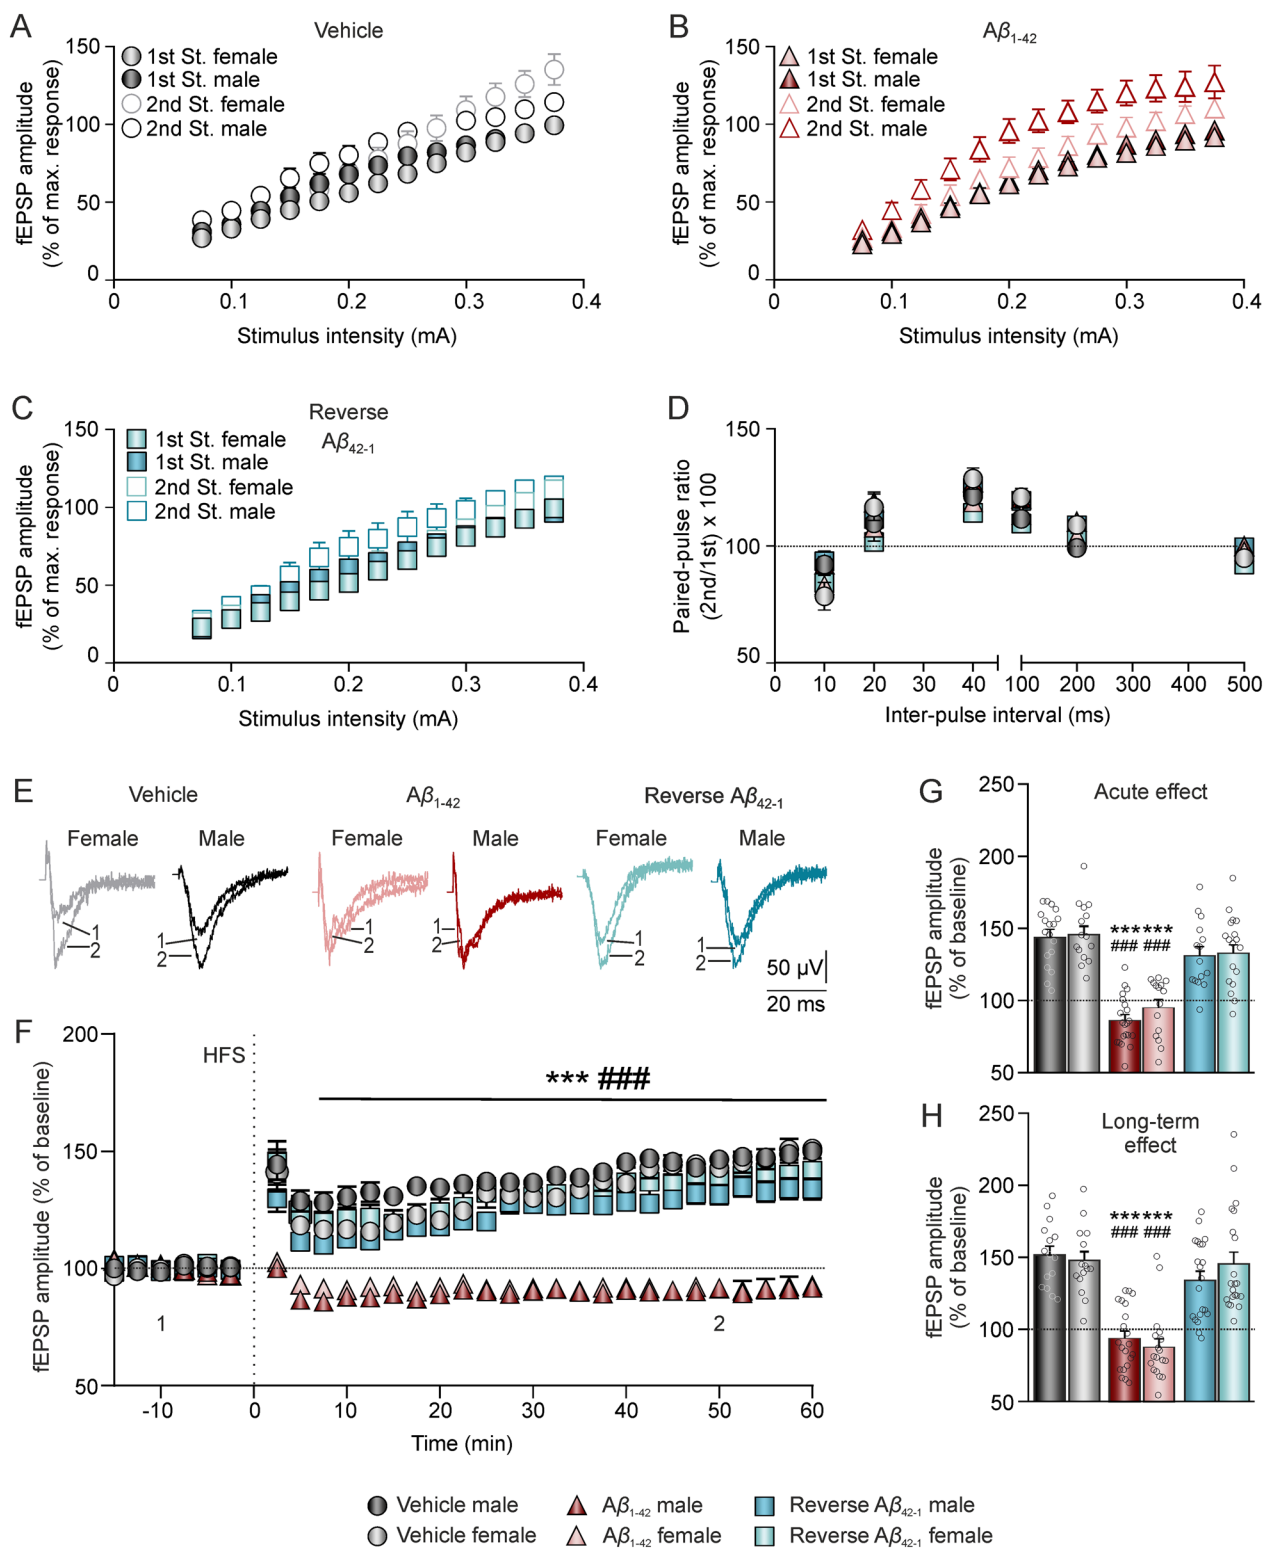 A
Vehicle
150
100
50
0
fEPSP amplitude
(% of max. response)
1st St. female
1st St. male
2nd St. female
2nd St. male
0
0.1
0.2
0.3
0.4
Stimulus intensity (mA)
B
Aβ1-42
150
100
50
0
fEPSP amplitude
(% of max. response)
1st St. female
1st St. male
2nd St. female
2nd St. male
0
0.1
0.2
0.3
0.4
Stimulus intensity (mA)
C
Reverse
Aβ42-1
150
100
50
0
fEPSP amplitude
(% of max. response)
1st St. female
1st St. male
2nd St. female
2nd St. male
0
0.1
0.2
0.3
0.4
Stimulus intensity (mA)
D
150
100
50
Paired-pulse ratio
(2nd/1st) x 100
0
10
20
30
40
100
200
300
400
500
Inter-pulse interval (ms)
E
Vehicle
Aβ1-42
Reverse Aβ42-1
Female
Male
Female
Male
Female
Male
1
2
1
2
1
2
1
2
1
2
1
2
50 µV
20 ms
F
200
150
100
50
fEPSP amplitude (% of baseline)
HFS
*** ###
1
2
-10
0
10
20
30
40
50
60
Time (min)
G
Acute effect
250
200
150
100
50
fEPSP amplitude
(% of baseline)
*** ***
### ###
H
Long-term
effect
250
200
150
100
50
fEPSP amplitude
(% of baseline)
*** ***
### ###
Vehicle male
Aβ1-42 male
Reverse Aβ42-1 male
Vehicle female
Aβ1-42 female
Reverse Aβ42-1 female